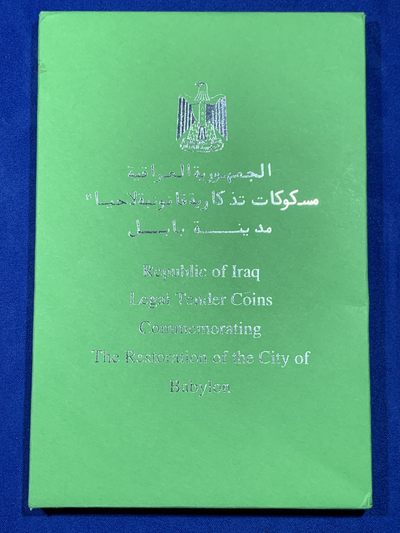 الجمهورية العراقية
مسكوكات تذكارية قانونية لاحياء
مدينة بابل
Republic of Iraq
Legal Tender Coins
Commemorating
The Restoration of the City of
Babylon